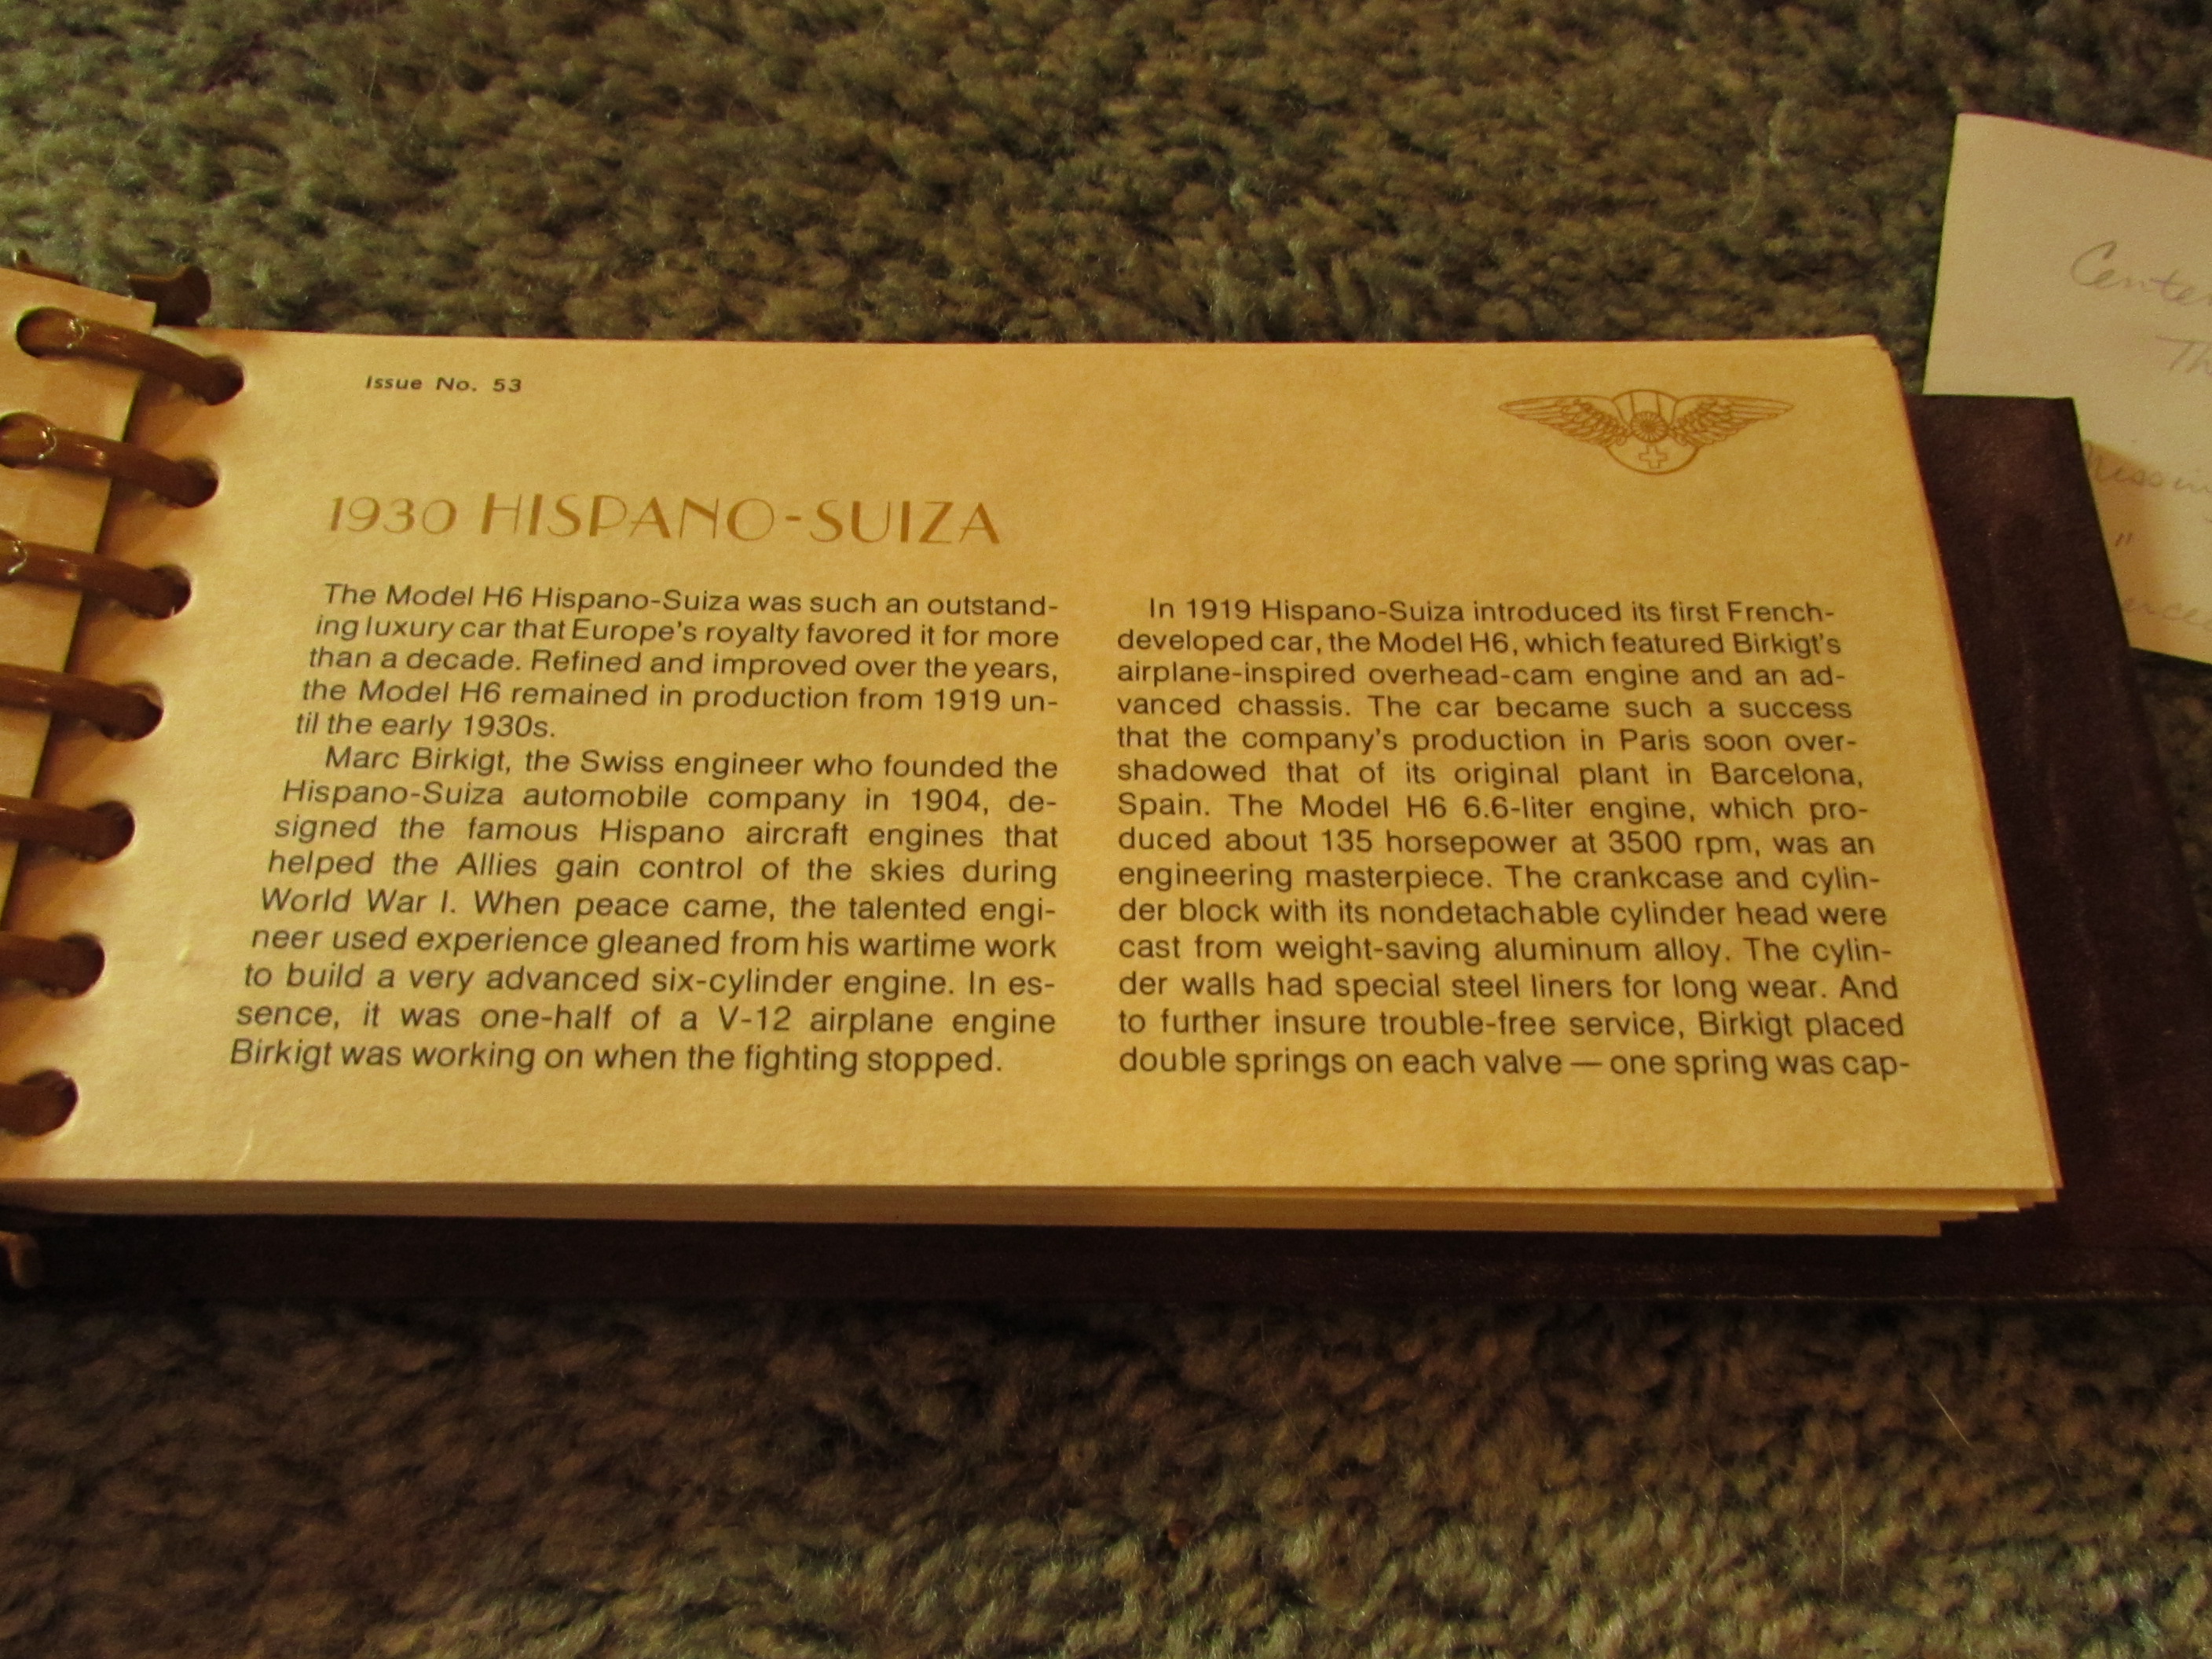 Issue No. 53
1930 HISPANO-SUIZA
The Model H6 Hispano-Suiza was such an outstand-
ing luxury car that Europe's royalty favored it for more
than a decade. Refined and improved over the years,
the Model H6 remained in production from 1919 un-
til the early 1930s.
Marc Birkigt, the Swiss engineer who founded the
Hispano-Suiza automobile company in 1904, de-
signed the famous Hispano aircraft engines that
helped the Allies gain control of the skies during
World War I. When peace came, the talented engi-
neer used experience gleaned from his wartime work
to build a very advanced six-cylinder engine. In es-
sence, it was one-half of a V-12 airplane engine
Birkigt was working on when the fighting stopped.
In 1919 Hispano-Suiza introduced its first French-
developed car, the Model H6, which featured Birkigt's
airplane-inspired overhead-cam engine and an ad-
vanced chassis. The car became such a success
that the company's production in Paris soon over-
shadowed that of its original plant in Barcelona,
Spain. The Model H6 6.6-liter engine, which pro-
duced about 135 horsepower at 3500 rpm, was an
engineering masterpiece. The crankcase and cylin-
der block with its nondetachable cylinder head were
cast from weight-saving aluminum alloy. The cylin-
der walls had special steel liners for long wear. And
to further insure trouble-free service, Birkigt placed
double springs on each valve — one spring was cap-
Cente
Th
"